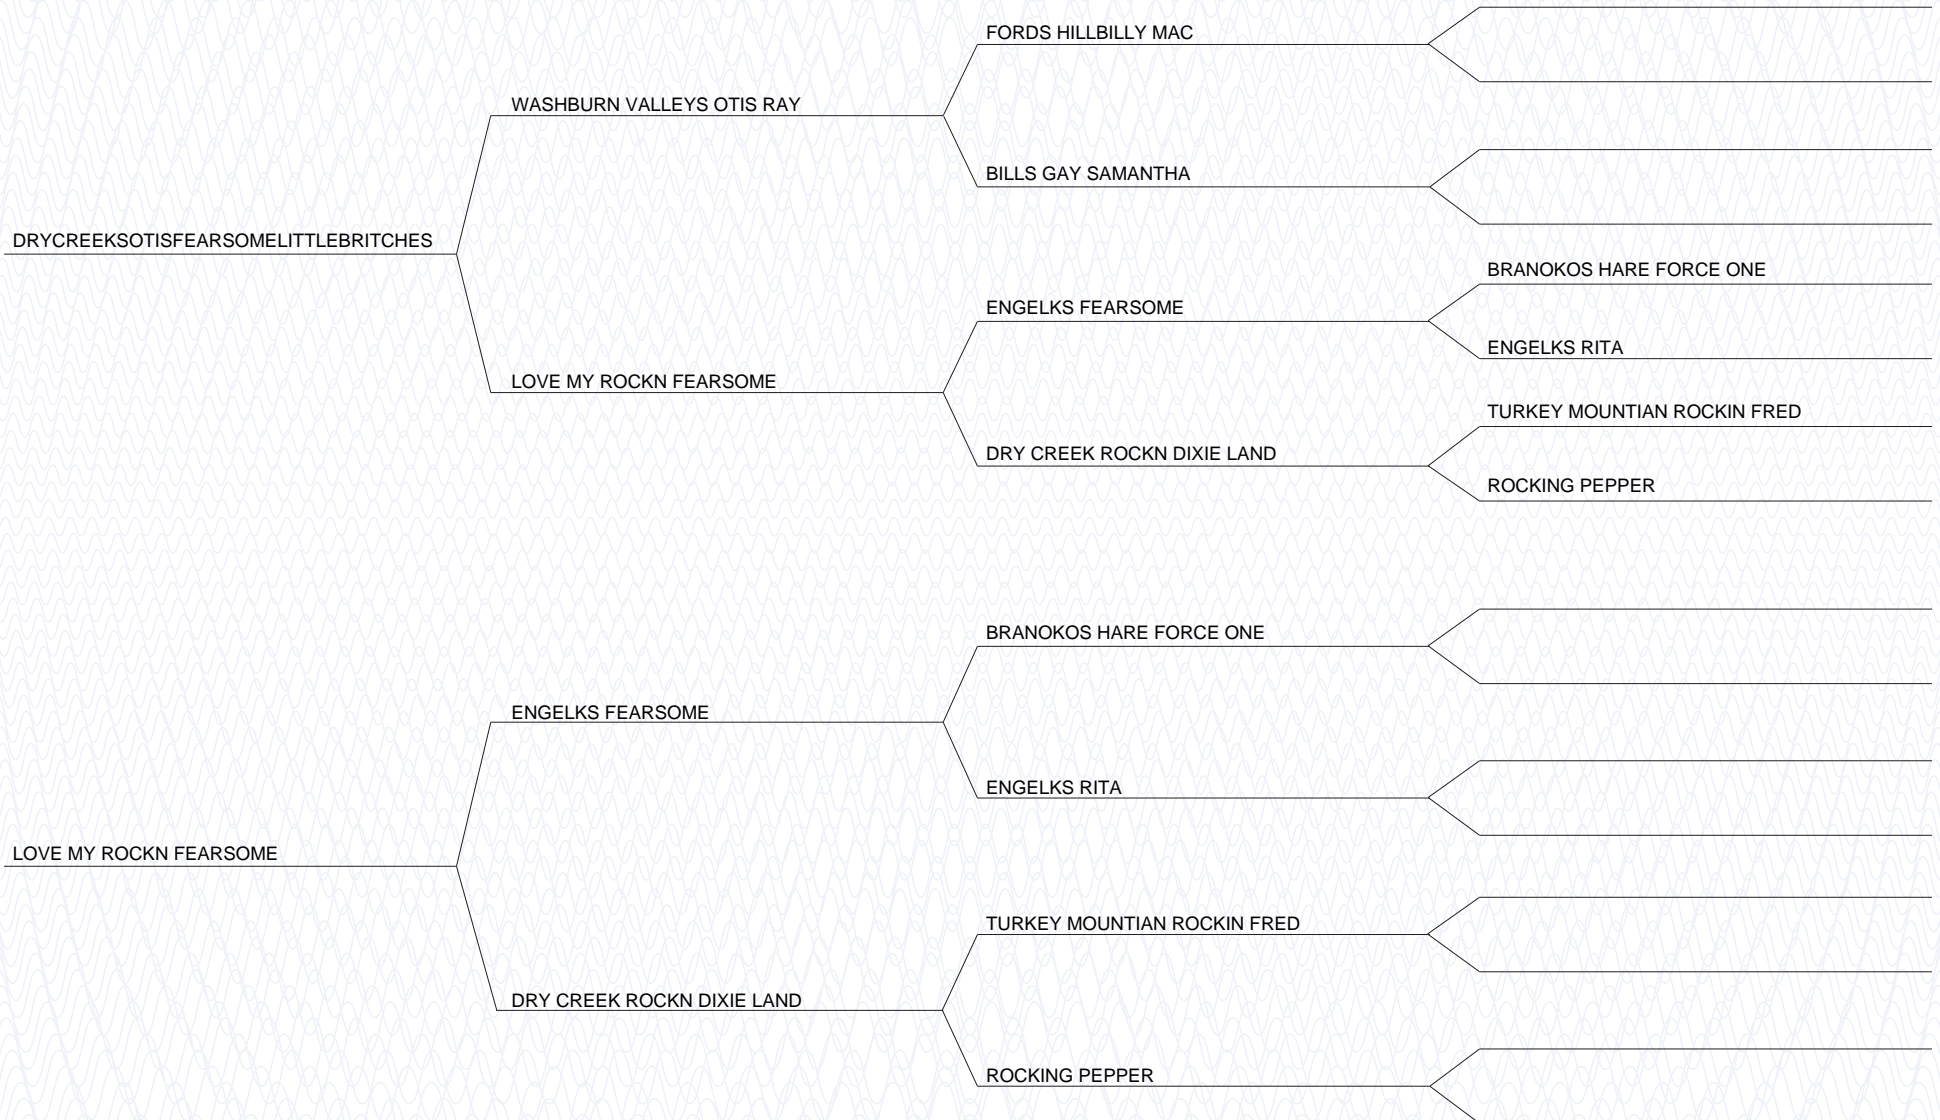 FORDS HILLBILLY MAC
WASHBURN VALLEYS OTIS RAY
BILLS GAY SAMANTHA
DRYCREEKSOTISFEARSOMELITTLEBRITCHES
BRANOKOS HARE FORCE ONE
ENGELKS FEARSOME
ENGELKS RITA
LOVE MY ROCKN FEARSOME
TURKEY MOUNTIAN ROCKIN FRED
DRY CREEK ROCKN DIXIE LAND
ROCKING PEPPER
BRANOKOS HARE FORCE ONE
ENGELKS FEARSOME
ENGELKS RITA
LOVE MY ROCKN FEARSOME
TURKEY MOUNTIAN ROCKIN FRED
DRY CREEK ROCKN DIXIE LAND
ROCKING PEPPER